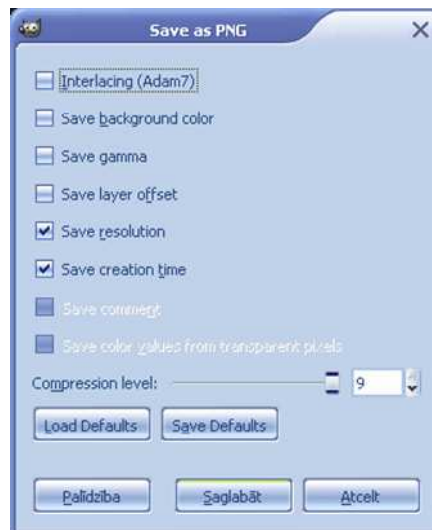 Save as PNG
Interlacing (Adam7)
Save background color
Save gamma
Save layer offset
Save resolution
Save creation time
Save comment
Save color values from transparent pixels
Compression level: 9
Load Defaults Save Defaults
Palīdzība Saglabāt Atcelt